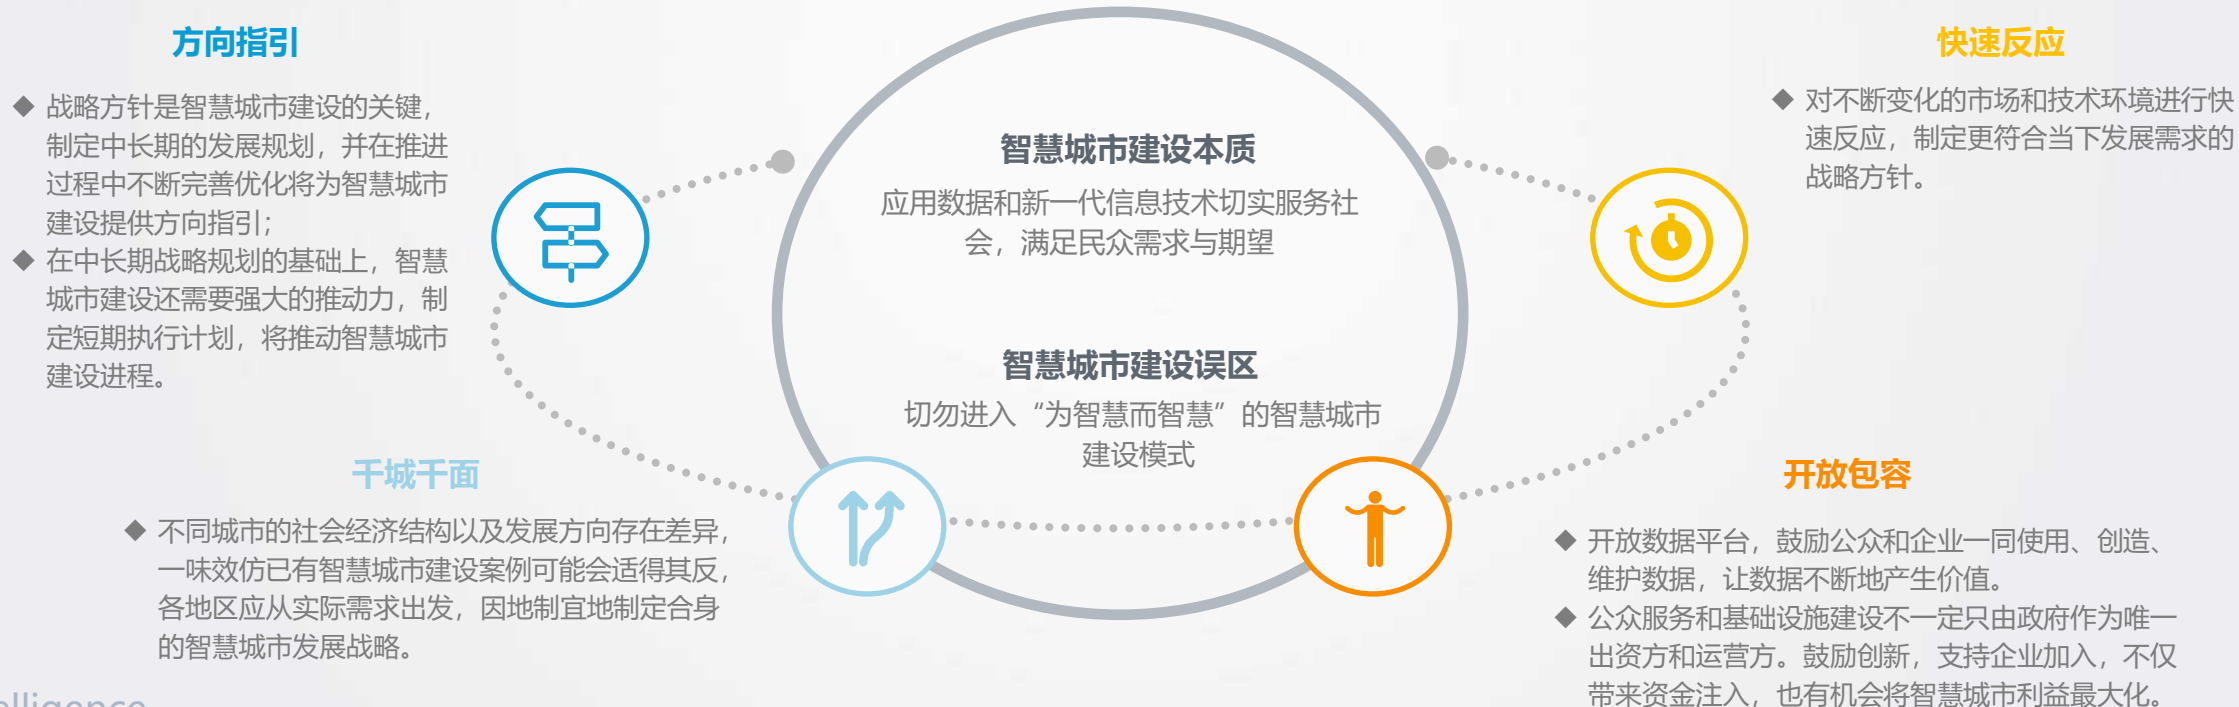 方向指引
◆ 战略方针是智慧城市建设的关键，
制定中长期的发展规划，并在推进
过程中不断完善优化将为智慧城市
建设提供方向指引；
◆ 在中长期战略规划的基础上，智慧
城市建设还需要强大的推动力，制
定短期执行计划，将推动智慧城市
建设进程。
千城千面
◆ 不同城市的社会经济结构以及发展方向存在差异，
一味效仿已有智慧城市建设案例可能会适得其反，
各地区应从实际需求出发，因地制宜地制定合身
的智慧城市发展战略。
智慧城市建设本质
应用数据和新一代信息技术切实服务社
会，满足民众需求与期望
智慧城市建设误区
切勿进入“为智慧而智慧”的智慧城市
建设模式
快速反应
◆ 对不断变化的市场和技术环境进行快
速反应，制定更符合当下发展需求的
战略方针。
开放包容
◆ 开放数据平台，鼓励公众和企业一同使用、创造、
维护数据，让数据不断地产生价值。
◆ 公众服务和基础设施建设不一定只由政府作为唯一
出资方和运营方。鼓励创新，支持企业加入，不仅
带来资金注入，也有机会将智慧城市利益最大化。